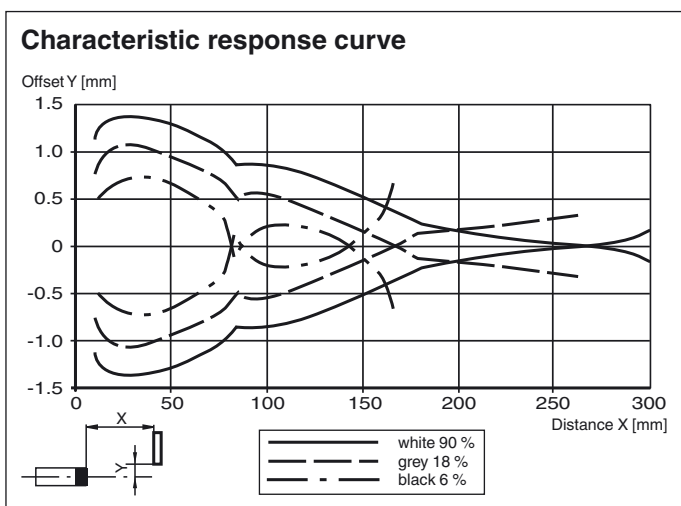 Characteristic response curve
Offset Y [mm]
1.5
1.0
0.5
0
-0.5
-1.0
-1.5
0 50 100 150 200 250 300
Distance X [mm]
X
Y
white 90 %
grey 18 %
black 6 %